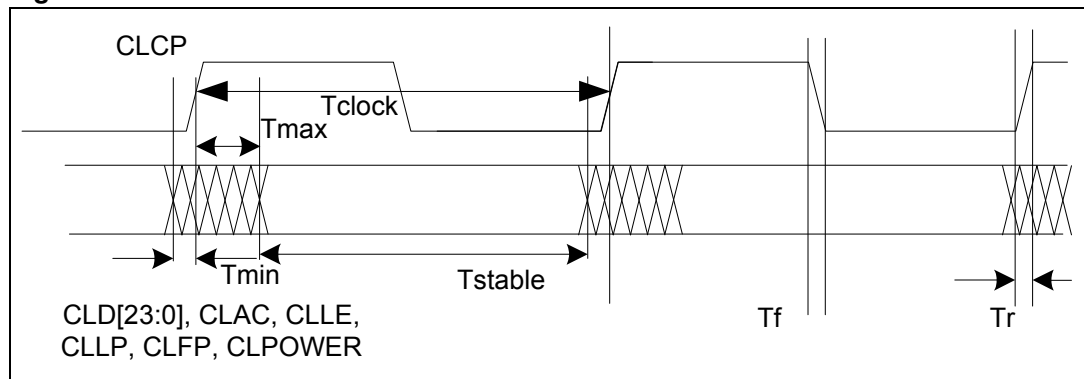 CLCP
Tclock
Tmax
Tmin
Tstable
Tf
Tr
CLD[23:0], CLAC, CLLE,
CLLP, CLFP, CLPOWER